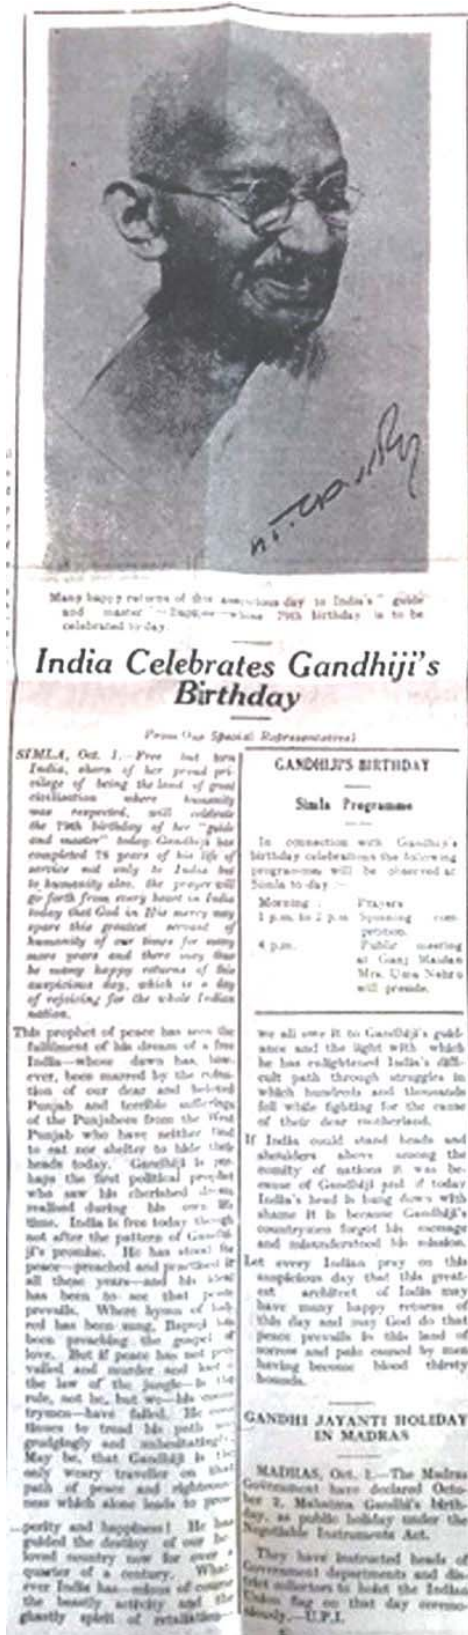 M. K. Gandhi
Many happy returns of this auspicious day to India's "guide
and master"—Bapuji—whose 79th birthday is to be
celebrated to-day.
India Celebrates Gandhiji's
Birthday
From Our Special Representative
SIMLA, Oct. 1.—Free but torn
India, shorn of her proud pri-
vilege of being the land of great
civilisation where humanity
was respected, will celebrate
the 79th birthday of her "guide
and master" today. Gandhiji has
completed 78 years of his life of
service not only to India but
to humanity also. the prayer will
go forth from every heart in India
today that God in His mercy may
spare this greatest servant of
humanity of our times for many
more years and there may thus
be many happy returns of this
auspicious day, which is a day
of rejoicing for the whole Indian
nation.
This prophet of peace has seen the
fulfilment of his dream of a free
India—whose dawn has, how-
ever, been marred by the
tion of our dear and beloved
Punjab and terrible sufferings
of the Punjabees from the West
Punjab who have neither food
to eat nor shelter to hide their
heads today. Gandhiji is per-
haps the first political prophet
who saw his cherished dream
realised during his own life
time. India is free today though
not after the pattern of Gandhi-
ji's promise. He has stood for
peace—preached and practised it
all these years—and his ideal
has been to see that peace
prevails. Where hymn of hat-
red has been sung, Bapuji has
been preaching the gospel of
love. But if peace has not pre-
vailed and murder and
the law of the jungle—is the
rule, not he, but we—his coun-
trymen—have failed. He con-
tinues to tread his path un-
grudgingly and unhesitatingly.
May be, that Gandhiji is the
only weary traveller on that
path of peace and righteous-
ness which alone leads to pros-
perity and happiness! He has
guided the destiny of our be-
loved country now for over a
quarter of a century. What-
ever India has—minus of course
the beastly activity and the
ghastly spirit of retaliation—
GANDHIJI'S BIRTHDAY
Simla Programme
In connection with Gandhiji's
birthday celebrations the following
programme will be observed at
Simla to-day :—
Morning : Prayers
1 p.m. to 2 p.m Spinning com-
petition.
4 p.m. Public meeting
at Ganj Maidan
Mrs. Uma Nehru
will preside.
we all owe it to Gandhiji's guid-
ance and the light with which
he has enlightened India's diffi-
cult path through struggles in
which hundreds and thousands
fell while fighting for the cause
of their dear motherland.
If India could stand heads and
shoulders above among the
comity of nations it was be-
cause of Gandhiji and if today
India's head is hung down with
shame it is because Gandhiji's
countrymen forgot his message
and misunderstood his mission.
Let every Indian pray on this
auspicious day that this great-
est architect of India may
have many happy returns of
this day and may God do that
peace prevails in this land of
sorrow and pain caused by men
having become blood thirsty
hounds.
GANDHI JAYANTI HOLIDAY
IN MADRAS
MADRAS, Oct. 1.—The Madras
Government have declared Octo-
ber 2, Mahatma Gandhi's birth-
day, as public holiday under the
Negotiable Instruments Act.
They have instructed heads of
Government departments and dis-
trict collectors to hoist the Indian
Union flag on that day ceremo-
niously.—U.P.I.